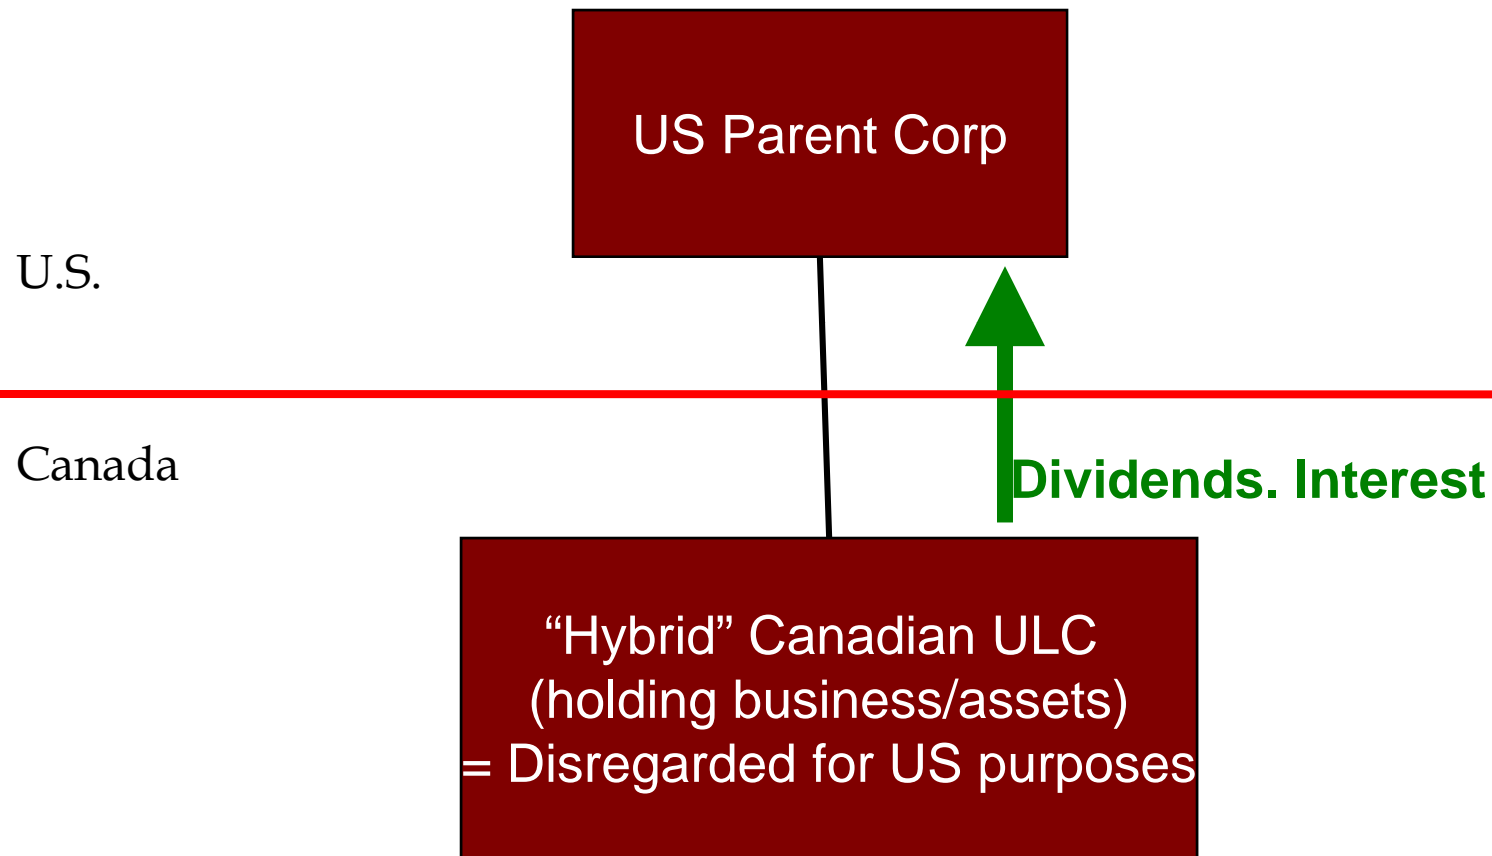 US Parent Corp
U.S.
Canada
Dividends. Interest
“Hybrid” Canadian ULC
(holding business/assets)
= Disregarded for US purposes